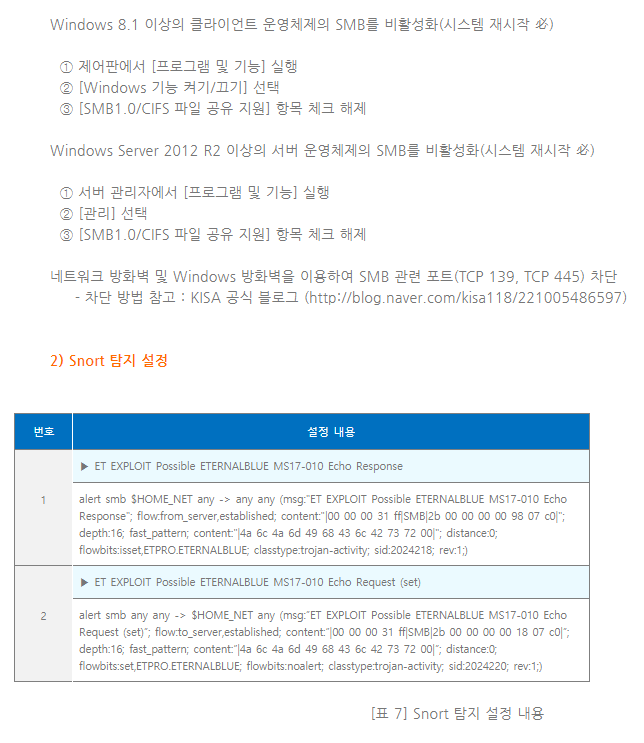 Windows 8.1 이상의 클라이언트 운영체제의 SMB를 비활성화(시스템 재시작 必)
① 제어판에서 [프로그램 및 기능] 실행
② [Windows 기능 켜기/끄기] 선택
③ [SMB1.0/CIFS 파일 공유 지원] 항목 체크 해제
Windows Server 2012 R2 이상의 서버 운영체제의 SMB를 비활성화(시스템 재시작 必)
① 서버 관리자에서 [프로그램 및 기능] 실행
② [관리] 선택
③ [SMB1.0/CIFS 파일 공유 지원] 항목 체크 해제
네트워크 방화벽 및 Windows 방화벽을 이용하여 SMB 관련 포트(TCP 139, TCP 445) 차단
- 차단 방법 참고 : KISA 공식 블로그 (http://blog.naver.com/kisa118/221005486597)
2) Snort 탐지 설정
번호 설정 내용
▶ ET EXPLOIT Possible ETERNALBLUE MS17-010 Echo Response
1
alert smb $HOME_NET any -> any any (msg:"ET EXPLOIT Possible ETERNALBLUE MS17-010 Echo
Response"; flow:from_server,established; content:"|00 00 00 31 ff|SMB|2b 00 00 00 00 98 07 c0|";
depth:16; fast_pattern; content:"|4a 6c 4a 6d 49 68 43 6c 42 73 72 00|"; distance:0;
flowbits:isset,ETPRO.ETERNALBLUE; classtype:trojan-activity; sid:2024218; rev:1;)
▶ ET EXPLOIT Possible ETERNALBLUE MS17-010 Echo Request (set)
2
alert smb any any -> $HOME_NET any (msg:"ET EXPLOIT Possible ETERNALBLUE MS17-010 Echo
Request (set)"; flow:to_server,established; content:"|00 00 00 31 ff|SMB|2b 00 00 00 00 18 07 c0|";
depth:16; fast_pattern; content:"|4a 6c 4a 6d 49 68 43 6c 42 73 72 00|"; distance:0;
flowbits:set,ETPRO.ETERNALBLUE; flowbits:noalert; classtype:trojan-activity; sid:2024220; rev:1;)
[표 7] Snort 탐지 설정 내용